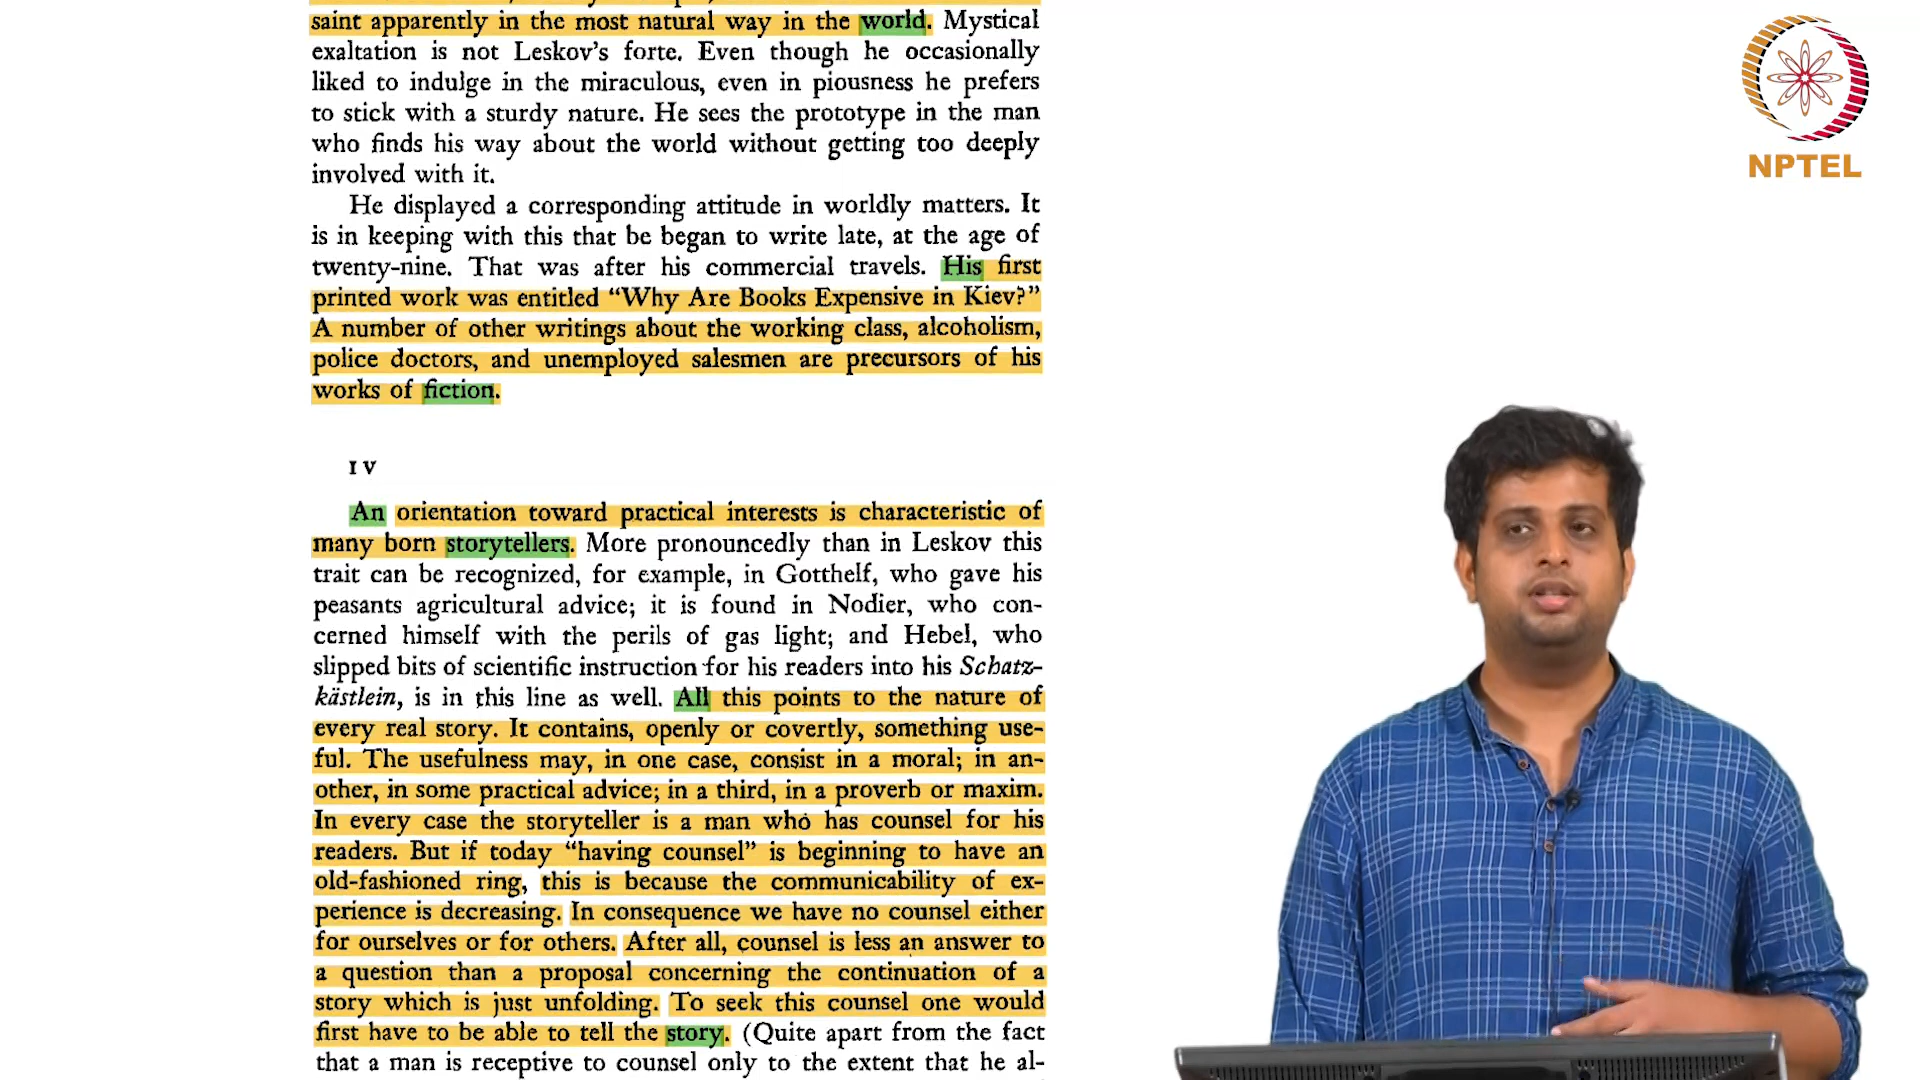 saint apparently in the most natural way in the world. Mystical
exaltation is not Leskov's forte. Even though he occasionally
liked to indulge in the miraculous, even in piousness he prefers
to stick with a sturdy nature. He sees the prototype in the man
who finds his way about the world without getting too deeply
involved with it.
He displayed a corresponding attitude in worldly matters. It
is in keeping with this that be began to write late, at the age of
twenty-nine. That was after his commercial travels. His first
printed work was entitled "Why Are Books Expensive in Kiev?"
A number of other writings about the working class, alcoholism,
police doctors, and unemployed salesmen are precursors of his
works of fiction.
IV
An orientation toward practical interests is characteristic of
many born storytellers. More pronouncedly than in Leskov this
trait can be recognized, for example, in Gotthelf, who gave his
peasants agricultural advice; it is found in Nodier, who con-
cerned himself with the perils of gas light; and Hebel, who
slipped bits of scientific instruction for his readers into his Schatz-
kästlein, is in this line as well. All this points to the nature of
every real story. It contains, openly or covertly, something use-
ful. The usefulness may, in one case, consist in a moral; in an-
other, in some practical advice; in a third, in a proverb or maxim.
In every case the storyteller is a man who has counsel for his
readers. But if today "having counsel" is beginning to have an
old-fashioned ring, this is because the communicability of ex-
perience is decreasing. In consequence we have no counsel either
for ourselves or for others. After all, counsel is less an answer to
a question than a proposal concerning the continuation of a
story which is just unfolding. To seek this counsel one would
first have to be able to tell the story. (Quite apart from the fact
that a man is receptive to counsel only to the extent that he al-
NPTEL